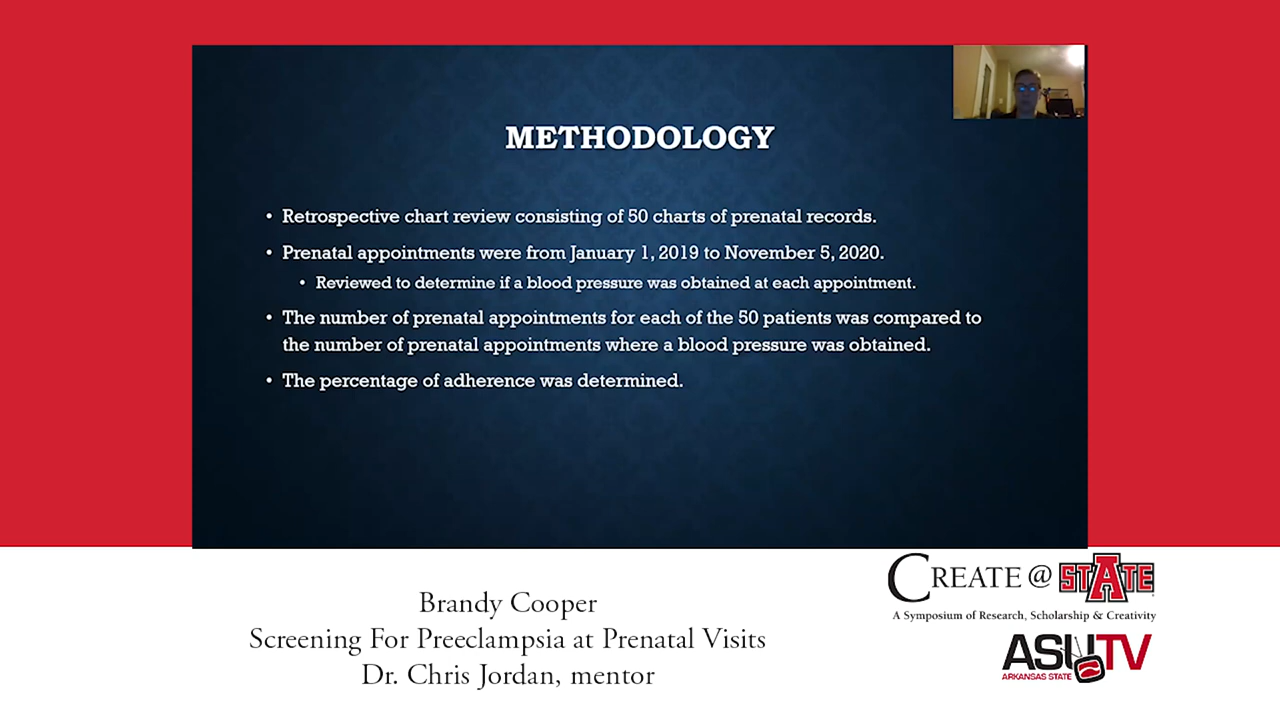 METHODOLOGY
• Retrospective chart review consisting of 50 charts of prenatal records.
• Prenatal appointments were from January 1, 2019 to November 5, 2020.
• Reviewed to determine if a blood pressure was obtained at each appointment.
• The number of prenatal appointments for each of the 50 patients was compared to
the number of prenatal appointments where a blood pressure was obtained.
• The percentage of adherence was determined.
Brandy Cooper
Screening For Preeclampsia at Prenatal Visits
Dr. Chris Jordan, mentor
CREATE @ STATE
A Symposium of Research, Scholarship & Creativity
ASU TV
ARKANSAS STATE